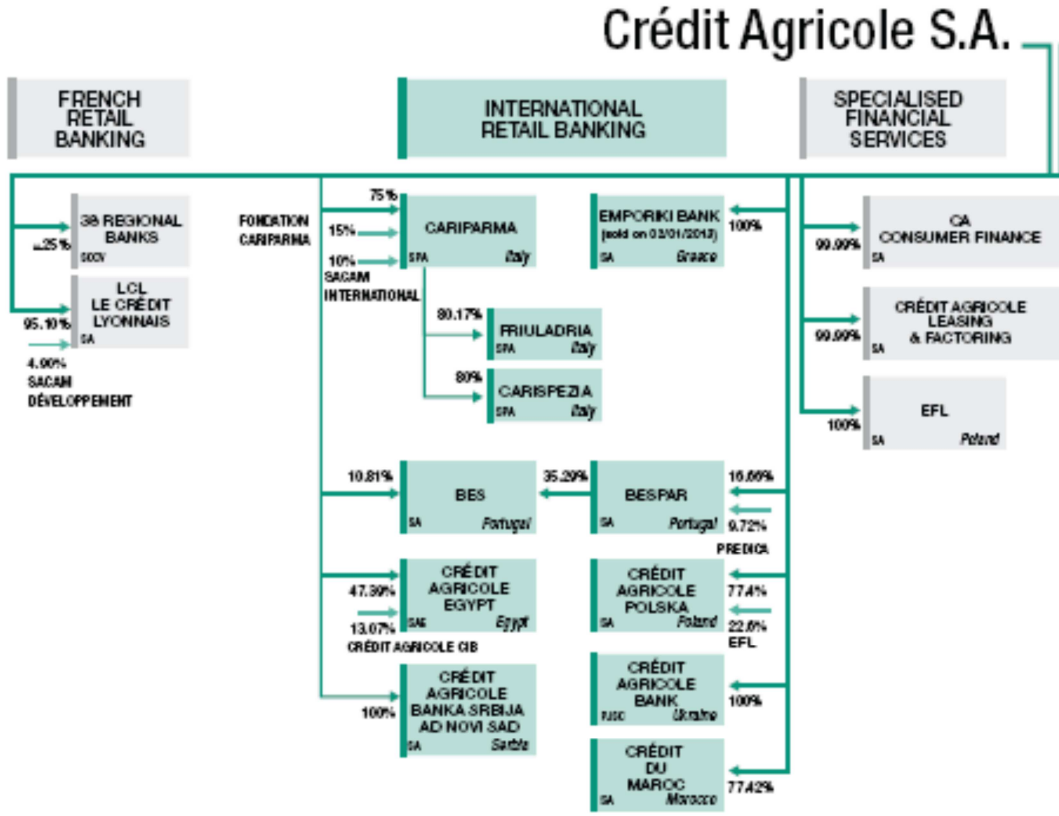 Crédit Agricole S.A.
FRENCH
RETAIL
BANKING
INTERNATIONAL
RETAIL BANKING
SPECIALISED
FINANCIAL
SERVICES
38 REGIONAL
BANKS
≈25%
SCCV
LCL
LE CRÉDIT
LYONNAIS
95.10%
SA
4.90%
SACAM
DÉVELOPPEMENT
75%
FONDATION
CARIPARMA
15%
10%
SACAM
INTERNATIONAL
CARIPARMA
SPA
Italy
80.17%
FRIULADRIA
SPA
Italy
80%
CARISPEZIA
SPA
Italy
EMPORIKI BANK
(sold on 02/01/2013)
SA
Greece
100%
10.81%
BES
SA
Portugal
35.29%
BESPAR
SA
Portugal
16.66%
9.72%
PREDICA
47.39%
CRÉDIT
AGRICOLE
EGYPT
SAE
Egypt
13.07%
CRÉDIT AGRICOLE CIB
CRÉDIT
AGRICOLE
POLSKA
SA
Poland
77.4%
22.6%
EFL
100%
CRÉDIT
AGRICOLE
BANKA SRBIJA
AD NOVI SAD
SA
Serbia
CRÉDIT
AGRICOLE
BANK
PJSC
Ukraine
100%
CRÉDIT
DU
MAROC
SA
Morocco
77.42%
99.99%
CA
CONSUMER FINANCE
SA
99.99%
CRÉDIT AGRICOLE
LEASING
& FACTORING
SA
100%
EFL
SA
Poland